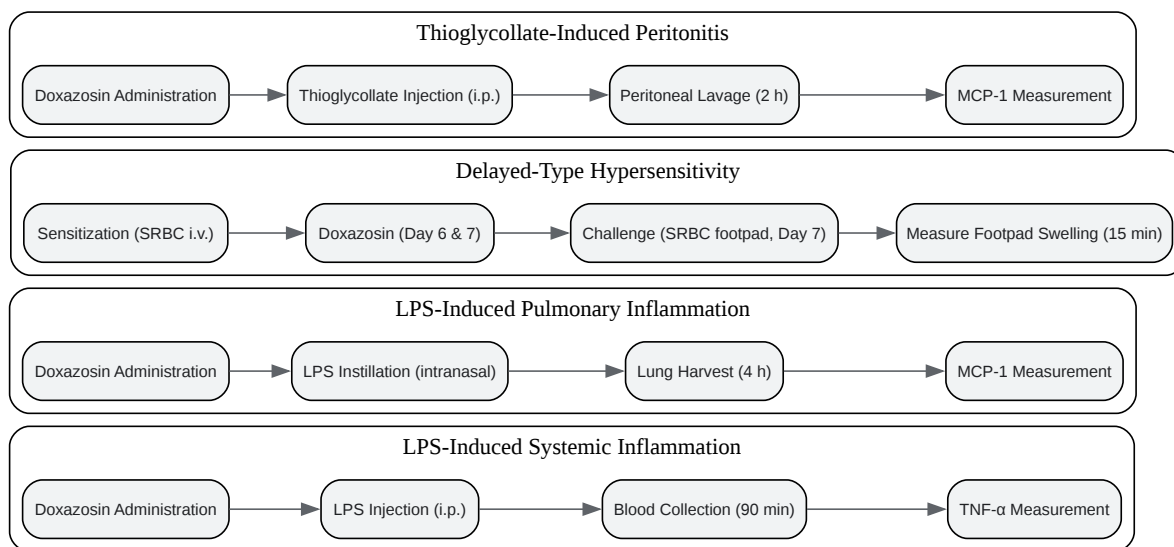 Thioglycollate-Induced Peritonitis
Doxazosin Administration
Thioglycollate Injection (i.p.)
Peritoneal Lavage (2 h)
MCP-1 Measurement
Delayed-Type Hypersensitivity
Sensitization (SRBC i.v.)
Doxazosin (Day 6 & 7)
Challenge (SRBC footpad, Day 7)
Measure Footpad Swelling (15 min)
LPS-Induced Pulmonary Inflammation
Doxazosin Administration
LPS Instillation (intranasal)
Lung Harvest (4 h)
MCP-1 Measurement
LPS-Induced Systemic Inflammation
Doxazosin Administration
LPS Injection (i.p.)
Blood Collection (90 min)
TNF-α Measurement